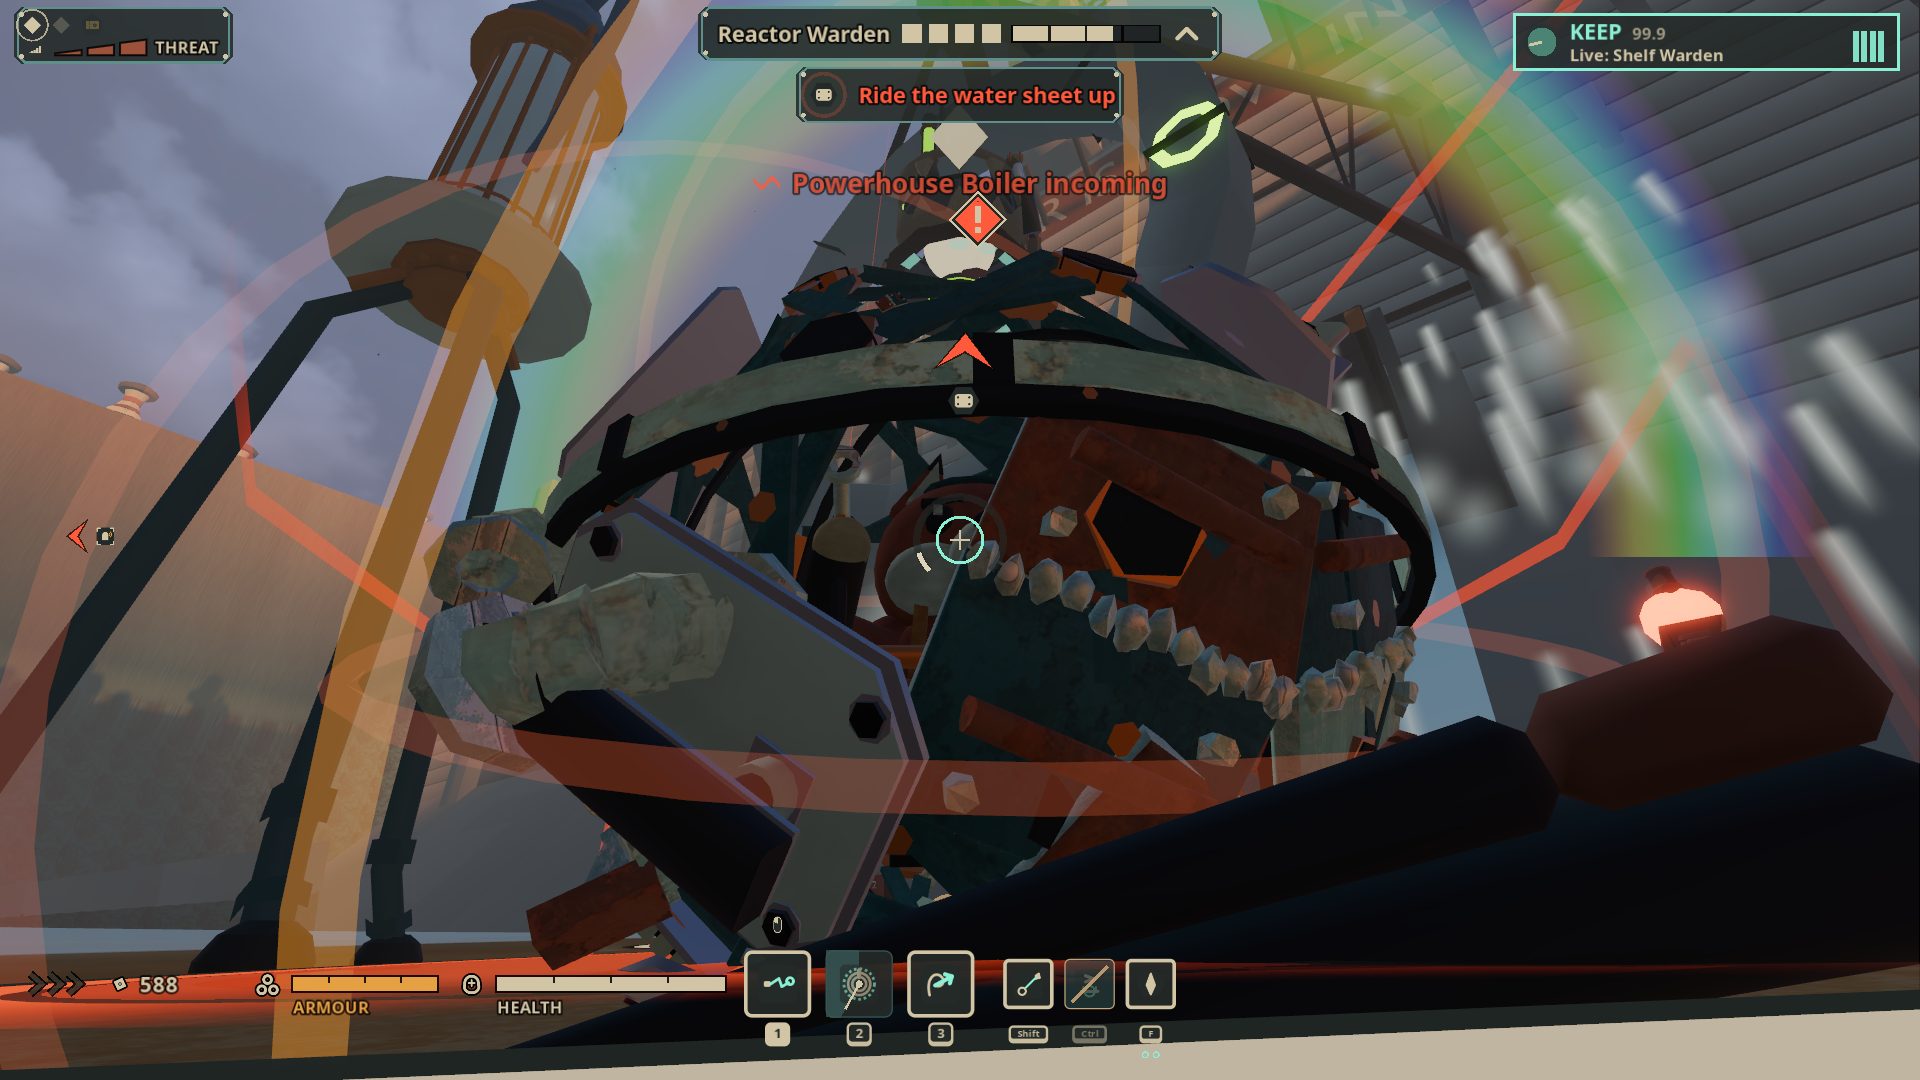 THREAT
Reactor Warden
KEEP 99.9
Live: Shelf Warden
Ride the water sheet up
Powerhouse Boiler incoming
588
ARMOUR
HEALTH
1
2
3
Shift
Ctrl
F